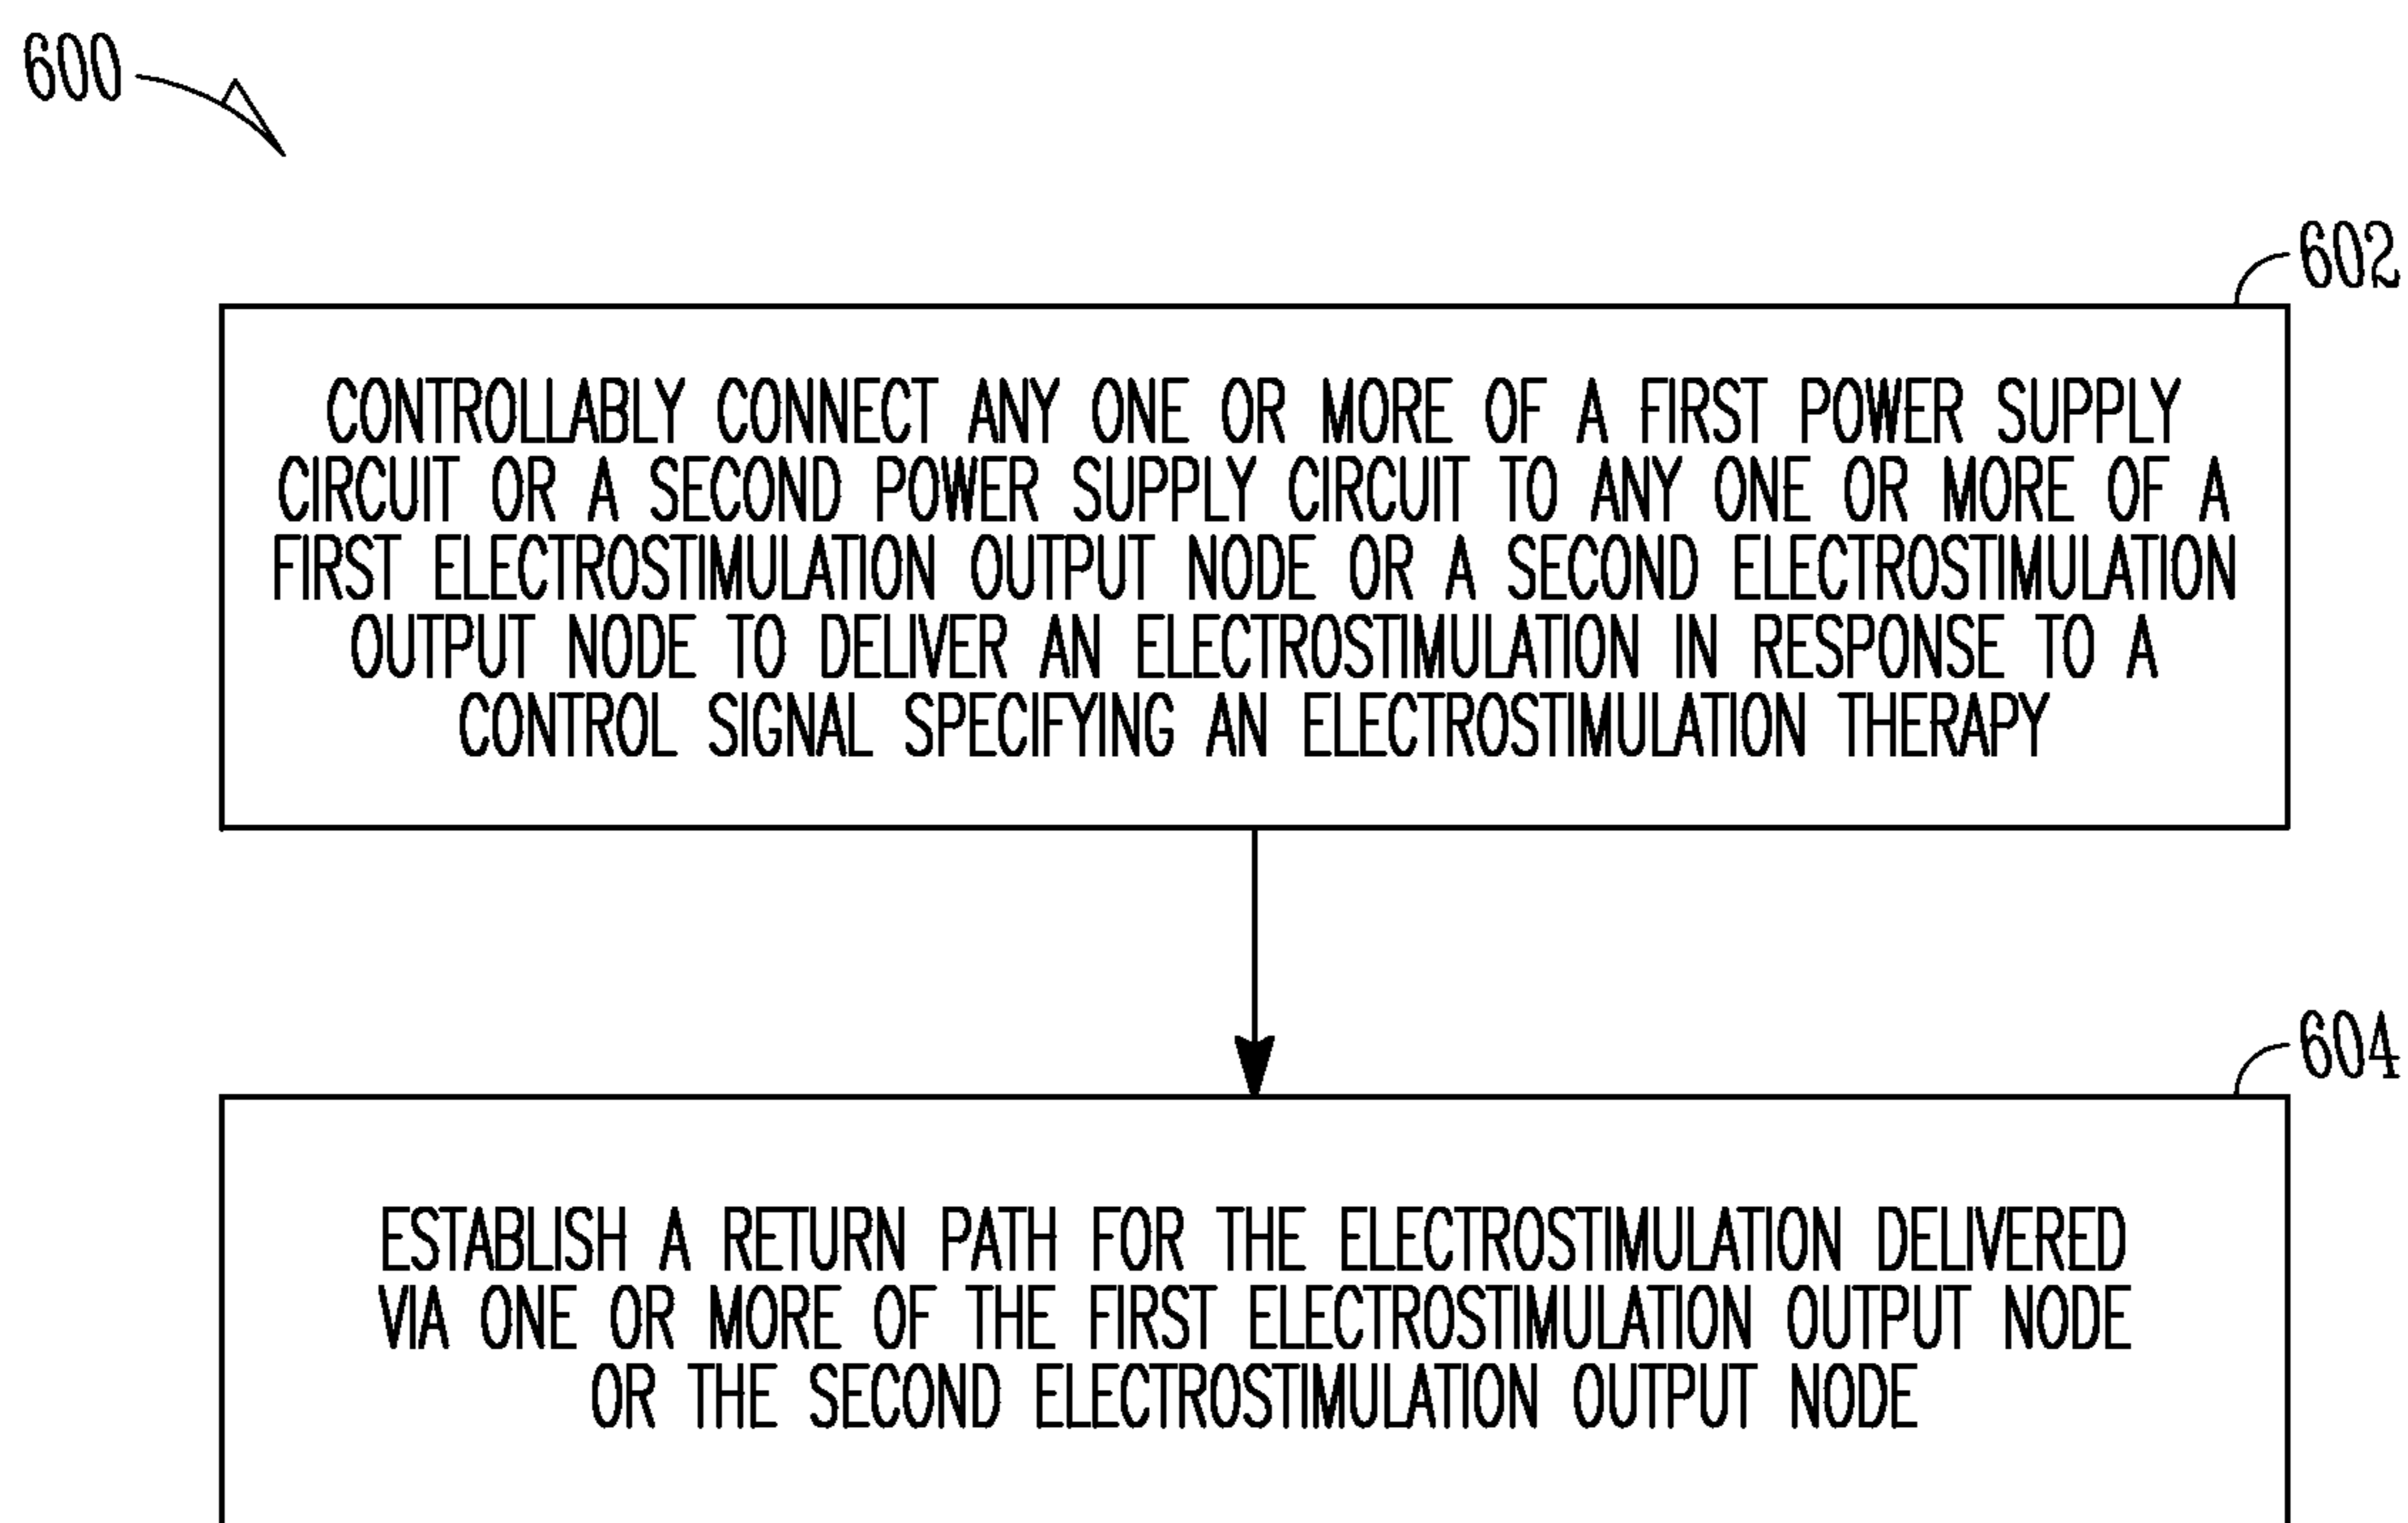 600
602
CONTROLLABLY CONNECT ANY ONE OR MORE OF A FIRST POWER SUPPLY
CIRCUIT OR A SECOND POWER SUPPLY CIRCUIT TO ANY ONE OR MORE OF A
FIRST ELECTROSTIMULATION OUTPUT NODE OR A SECOND ELECTROSTIMULATION
OUTPUT NODE TO DELIVER AN ELECTROSTIMULATION IN RESPONSE TO A
CONTROL SIGNAL SPECIFYING AN ELECTROSTIMULATION THERAPY
604
ESTABLISH A RETURN PATH FOR THE ELECTROSTIMULATION DELIVERED
VIA ONE OR MORE OF THE FIRST ELECTROSTIMULATION OUTPUT NODE
OR THE SECOND ELECTROSTIMULATION OUTPUT NODE